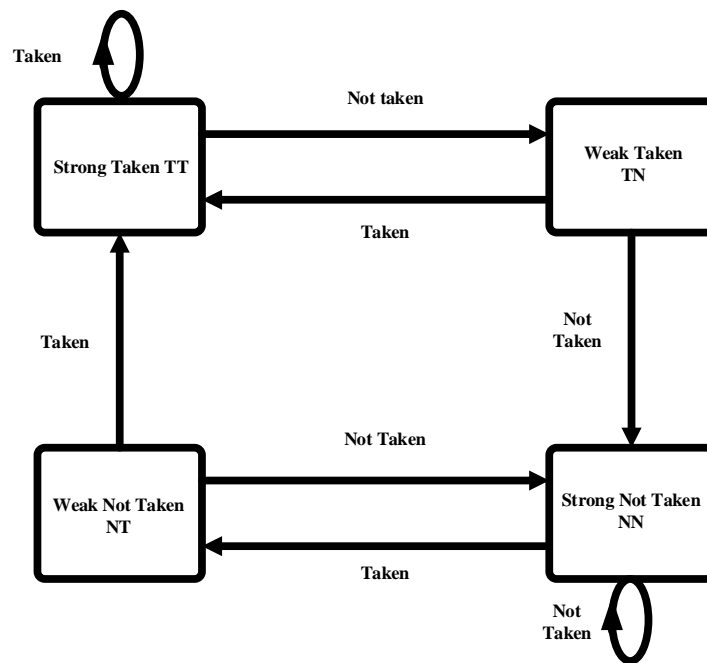 Taken
Not taken
Strong Taken TT
Weak Taken
TN
Taken
Not
Taken
Taken
Not Taken
Weak Not Taken
NT
Strong Not Taken
NN
Taken
Not
Taken